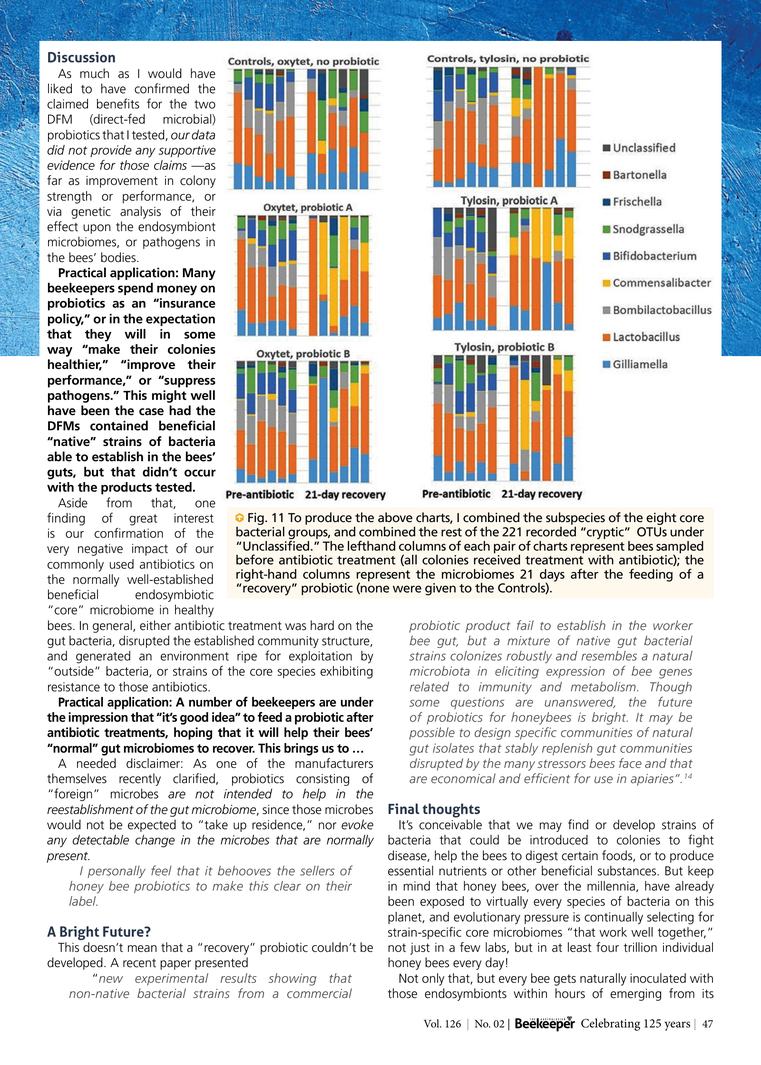 Discussion
As much as I would have
liked to have confirmed the
claimed benefits for the two
DFM (direct-fed microbial)
probiotics that I tested, our data
did not provide any supportive
evidence for those claims —as
far as improvement in colony
strength or performance, or
via genetic analysis of their
effect upon the endosymbiont
microbiomes, or pathogens in
the bees’ bodies.
Practical application: Many
beekeepers spend money on
probiotics as an “insurance
policy,” or in the expectation
that they will in some
way “make their colonies
healthier,” “improve their
performance,” or “suppress
pathogens.” This might well
have been the case had the
DFMs contained beneficial
“native” strains of bacteria
able to establish in the bees’
guts, but that didn’t occur
with the products tested.
Aside from that, one
finding of great interest
is our confirmation of the
very negative impact of our
commonly used antibiotics on
the normally well-established
beneficial endosymbiotic
“core” microbiome in healthy
bees. In general, either antibiotic treatment was hard on the
gut bacteria, disrupted the established community structure,
and generated an environment ripe for exploitation by
“outside” bacteria, or strains of the core species exhibiting
resistance to those antibiotics.
Practical application: A number of beekeepers are under
the impression that “it’s good idea” to feed a probiotic after
antibiotic treatments, hoping that it will help their bees’
“normal” gut microbiomes to recover. This brings us to …
A needed disclaimer: As one of the manufacturers
themselves recently clarified, probiotics consisting of
“foreign” microbes are not intended to help in the
reestablishment of the gut microbiome, since those microbes
would not be expected to “take up residence,” nor evoke
any detectable change in the microbes that are normally
present.
I personally feel that it behooves the sellers of
honey bee probiotics to make this clear on their
label.
A Bright Future?
This doesn’t mean that a “recovery” probiotic couldn’t be
developed. A recent paper presented
“new experimental results showing that
non-native bacterial strains from a commercial
Controls, oxytet, no probiotic
Controls, tylosin, no probiotic
Oxytet, probiotic A
Tylosin, probiotic A
Oxytet, probiotic B
Tylosin, probiotic B
Pre-antibiotic 21-day recovery
Pre-antibiotic 21-day recovery
Unclassified
Bartonella
Frischella
Snodgrassella
Bifidobacterium
Commensalibacter
Bombilactobacillus
Lactobacillus
Gilliamella
Fig. 11 To produce the above charts, I combined the subspecies of the eight core
bacterial groups, and combined the rest of the 221 recorded “cryptic” OTUs under
“Unclassified.” The lefthand columns of each pair of charts represent bees sampled
before antibiotic treatment (all colonies received treatment with antibiotic); the
right-hand columns represent the microbiomes 21 days after the feeding of a
“recovery” probiotic (none were given to the Controls).
probiotic product fail to establish in the worker
bee gut, but a mixture of native gut bacterial
strains colonizes robustly and resembles a natural
microbiota in eliciting expression of bee genes
related to immunity and metabolism. Though
some questions are unanswered, the future
of probiotics for honeybees is bright. It may be
possible to design specific communities of natural
gut isolates that stably replenish gut communities
disrupted by the many stressors bees face and that
are economical and efficient for use in apiaries”.14
Final thoughts
It’s conceivable that we may find or develop strains of
bacteria that could be introduced to colonies to fight
disease, help the bees to digest certain foods, or to produce
essential nutrients or other beneficial substances. But keep
in mind that honey bees, over the millennia, have already
been exposed to virtually every species of bacteria on this
planet, and evolutionary pressure is continually selecting for
strain-specific core microbiomes “that work well together,”
not just in a few labs, but in at least four trillion individual
honey bees every day!
Not only that, but every bee gets naturally inoculated with
those endosymbionts within hours of emerging from its
Vol. 126 | No. 02 | Beekeeper Celebrating 125 years | 47